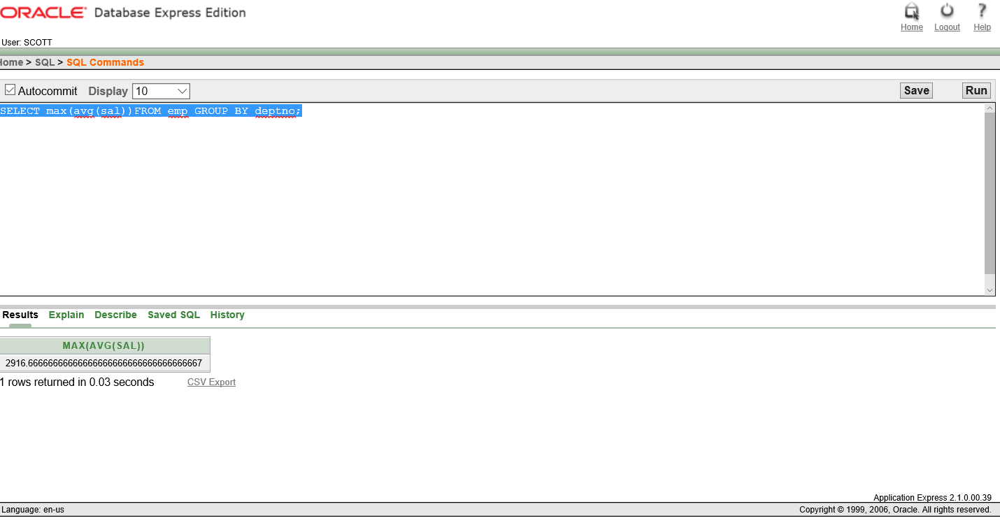 ORACLE Database Express Edition
Home Logout Help
User: SCOTT
Home > SQL > SQL Commands
Autocommit Display 10 Save Run
SELECT max(avg(sal))FROM emp GROUP BY deptno;
Results Explain Describe Saved SQL History
MAX(AVG(SAL))
2916.66666666666666666666666666666666667
1 rows returned in 0.03 seconds CSV Export
Application Express 2.1.0.00.39
Language: en-us Copyright © 1999, 2006, Oracle. All rights reserved.